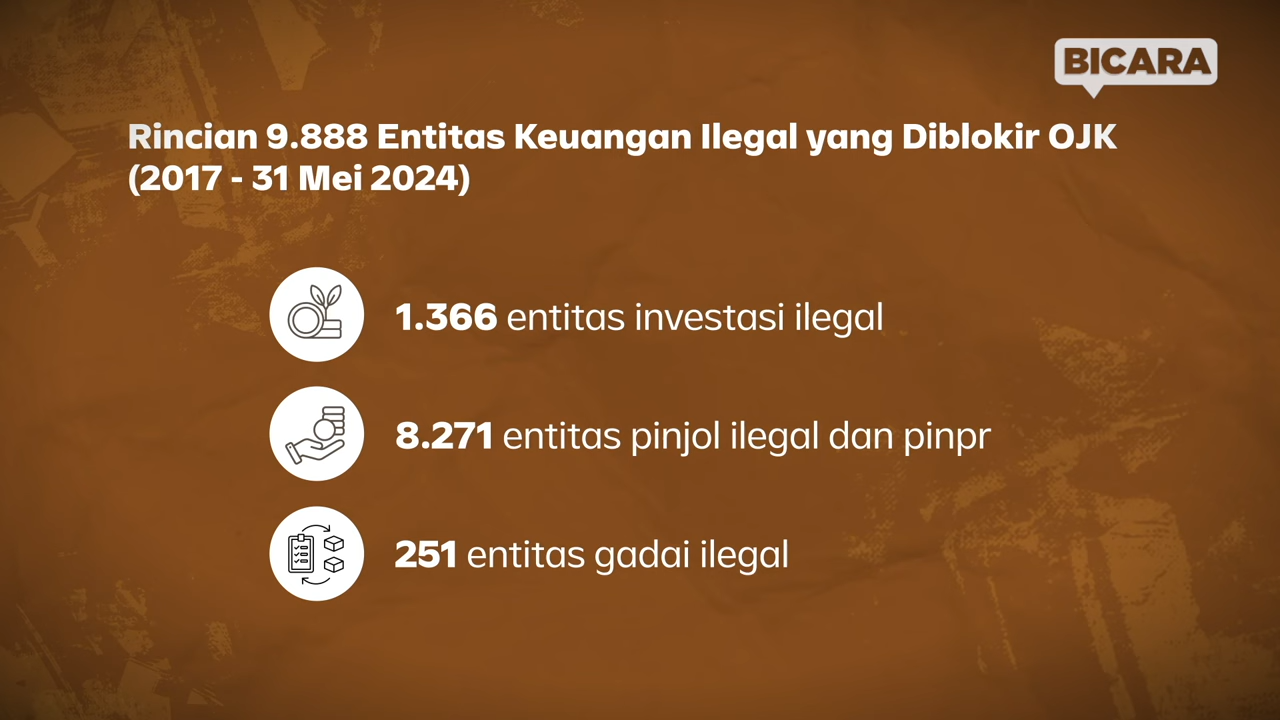 BICARA
Rincian 9.888 Entitas Keuangan Ilegal yang Diblokir OJK
(2017 - 31 Mei 2024)
1.366 entitas investasi ilegal
8.271 entitas pinjol ilegal dan pinpr
251 entitas gadai ilegal